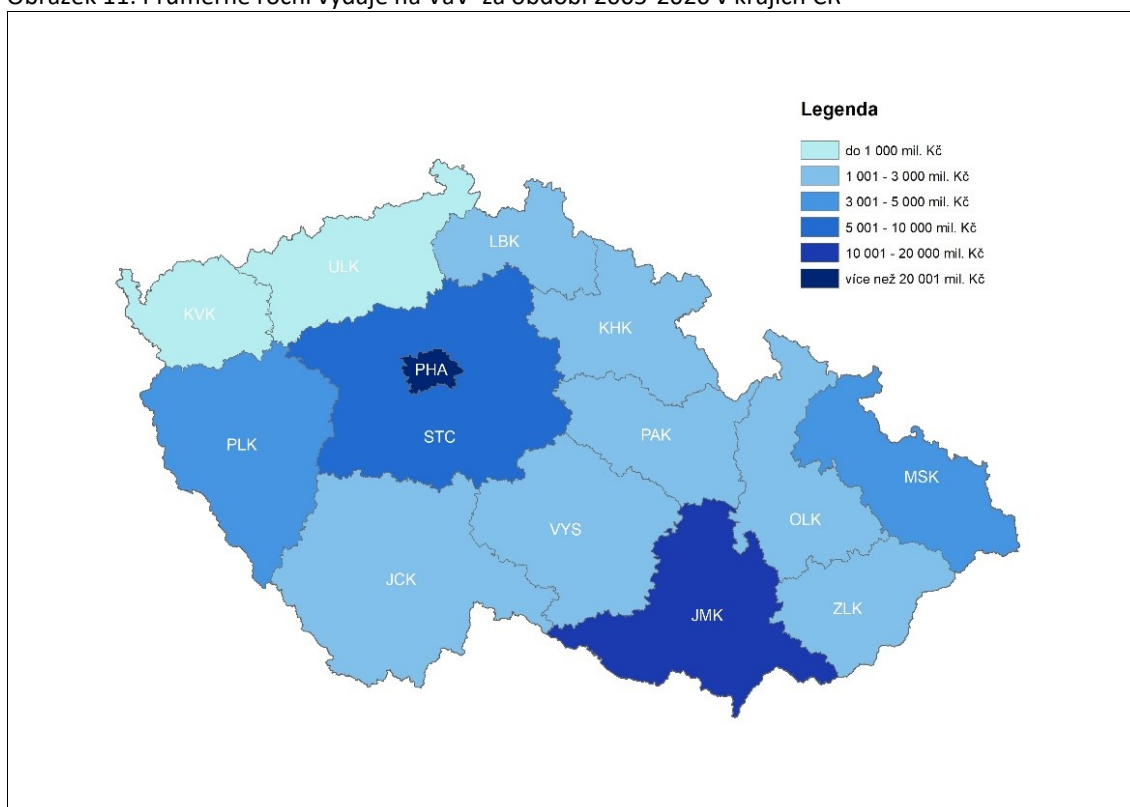 Obrázek 11: Průměrné roční výdaje na VaV za období 2005-2020 v krajích ČR
Legenda
do 1 000 mil. Kč
1 001 - 3 000 mil. Kč
3 001 - 5 000 mil. Kč
5 001 - 10 000 mil. Kč
10 001 - 20 000 mil. Kč
více než 20 001 mil. Kč
LBK
ULK
KVK
KHK
PHA
STC
PAK
PLK
MSK
OLK
VYS
JCK
ZLK
JMK